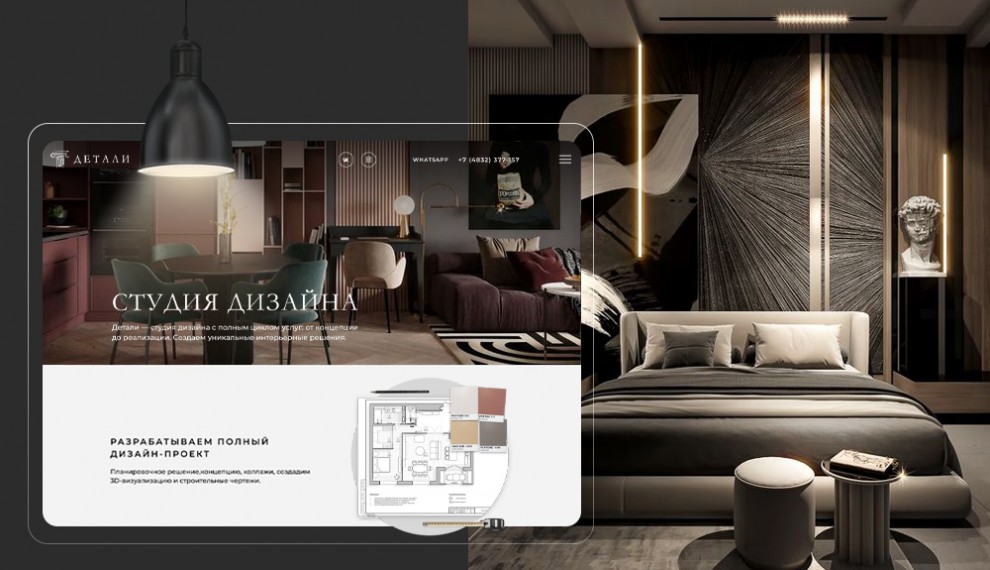 ДЕТАЛИ
WHATSAPP +7 (4832) 377-157
СТУДИЯ ДИЗАЙНА
Детали — студия дизайна с полным циклом услуг: от концепции
до реализации. Создаем уникальные интерьерные решения.
РАЗРАБАТЫВАЕМ ПОЛНЫЙ
ДИЗАЙН-ПРОЕКТ
Планировочное решение,концепцию, коллажи, создадим
3D-визуализацию и строительные чертежи.